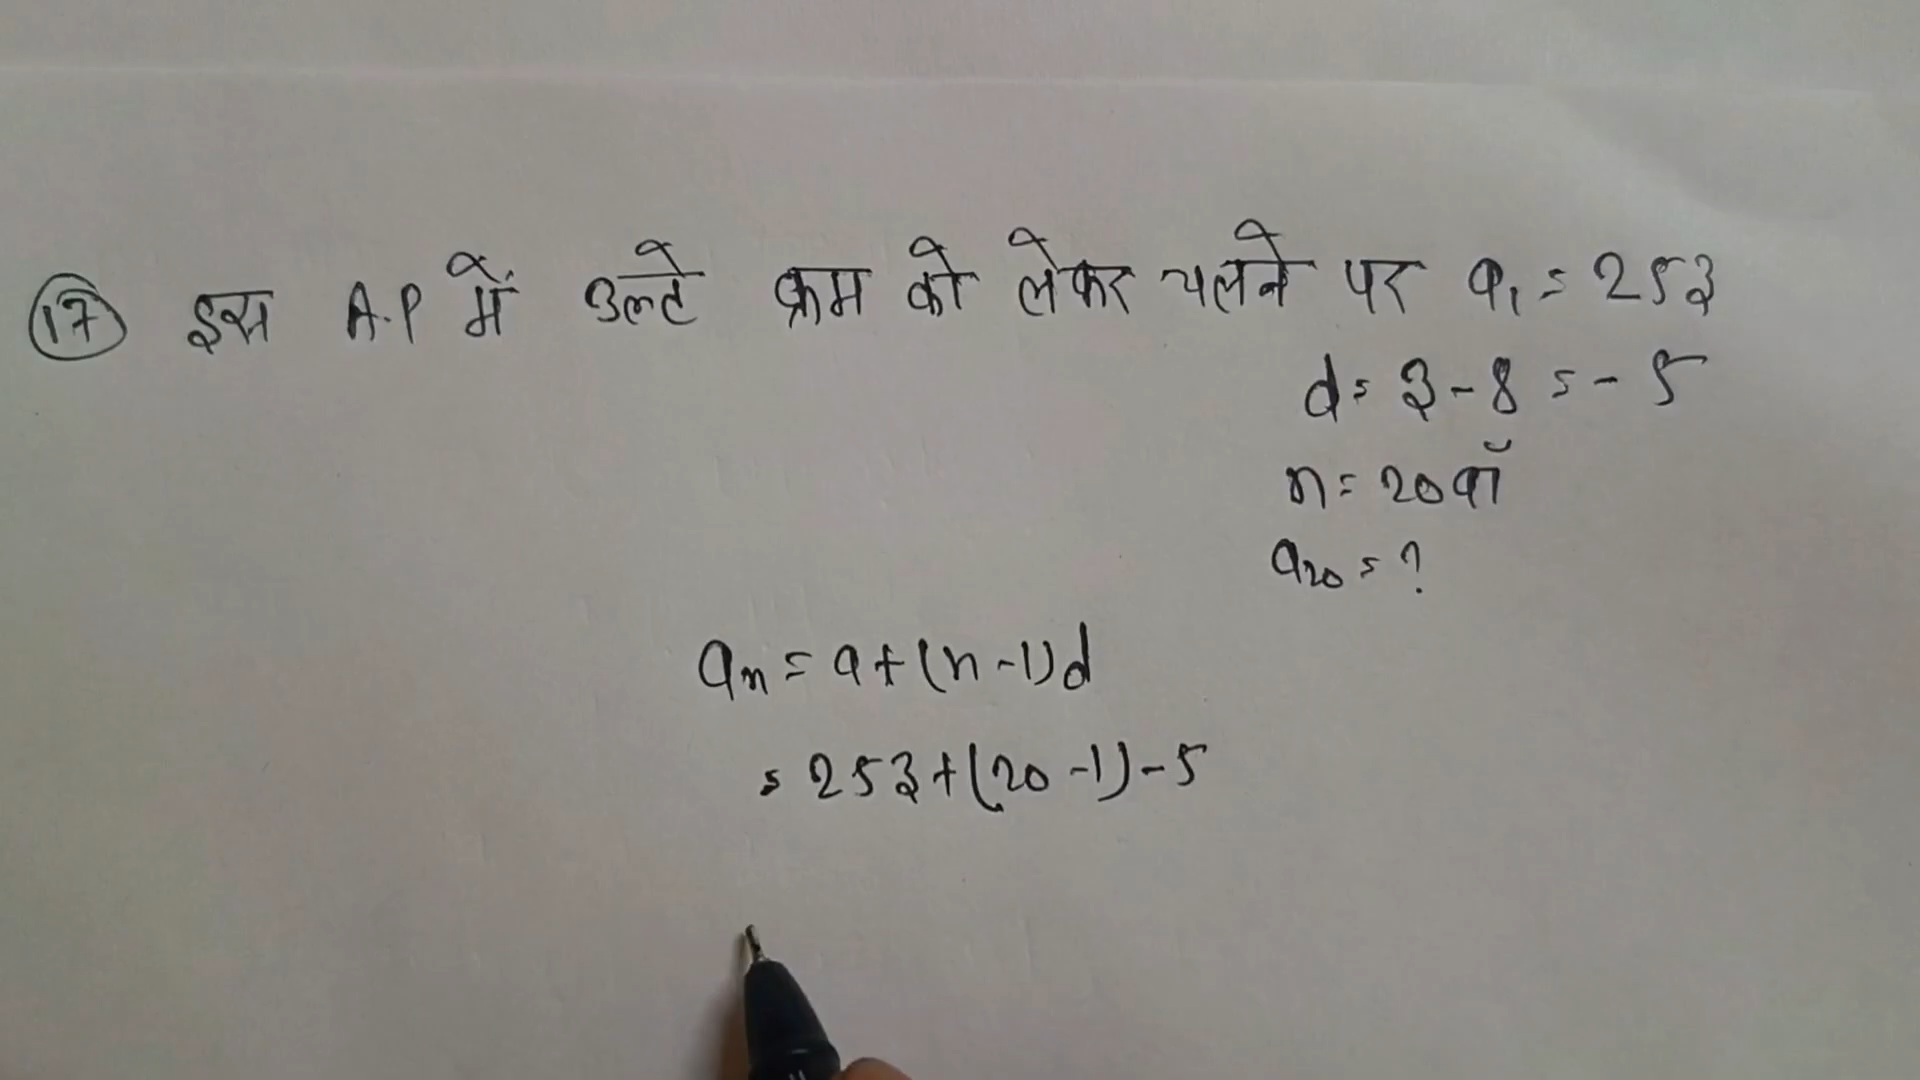 17 इस A.P में उल्टे क्रम को लेकर चलने पर a₁ = 253
d = 3 - 8 = - 5
n = 20वाँ
a₂₀ = ?
aₙ = a + (n - 1)d
= 253 + (20 - 1) - 5